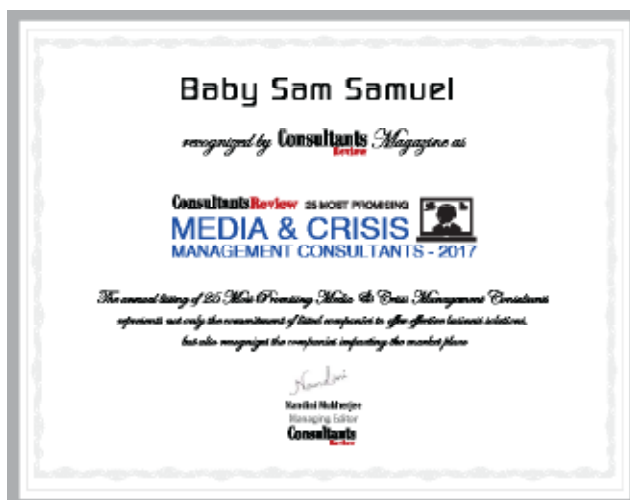 Baby Sam Samuel
recognized by Consultants Review Magazine as
ConsultantsReview 25 MOST PROMISING
MEDIA & CRISIS
MANAGEMENT CONSULTANTS - 2017
The annual listing of 25 Most Promising Media & Crisis Management Consultants
represents not only the commitment of listed companies to offer effective business solutions,
but also recognizes the companies impacting the market place
Nandini
Nandini Mukherjee
Managing Editor
Consultants
Review